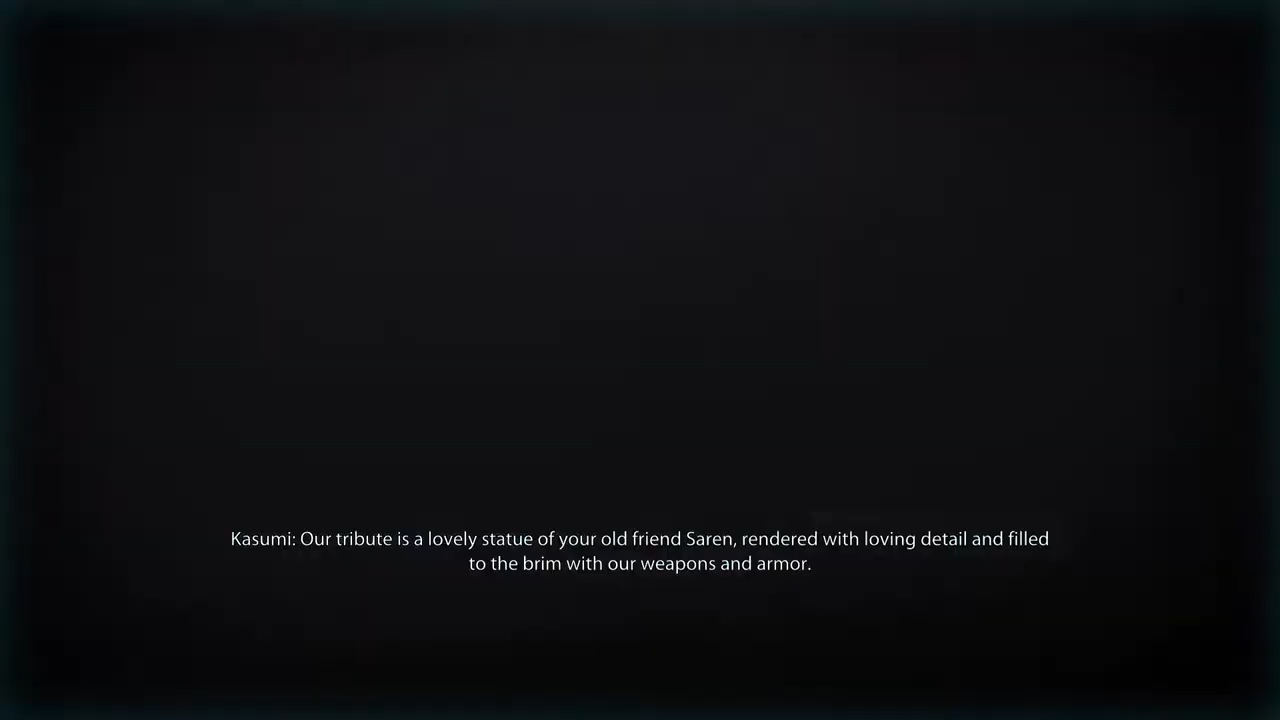 Kasumi: Our tribute is a lovely statue of your old friend Saren, rendered with loving detail and filled
to the brim with our weapons and armor.